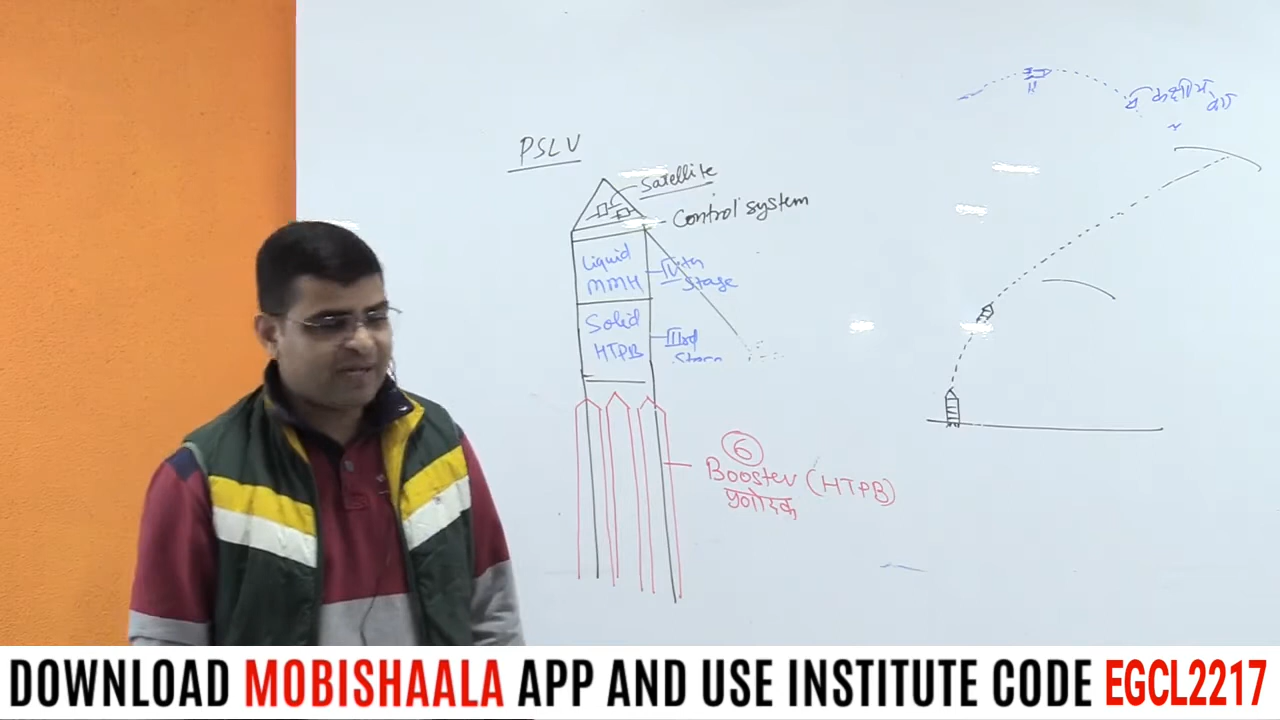 PSLV
Satellite
Control system
Liquid
MMH
IVth
Stage
Solid
HTPB
IIIrd
6
Booster (HTPB)
प्रणोदक
कक्षीय
वेग
DOWNLOAD MOBISHAALA APP AND USE INSTITUTE CODE EGCL2217